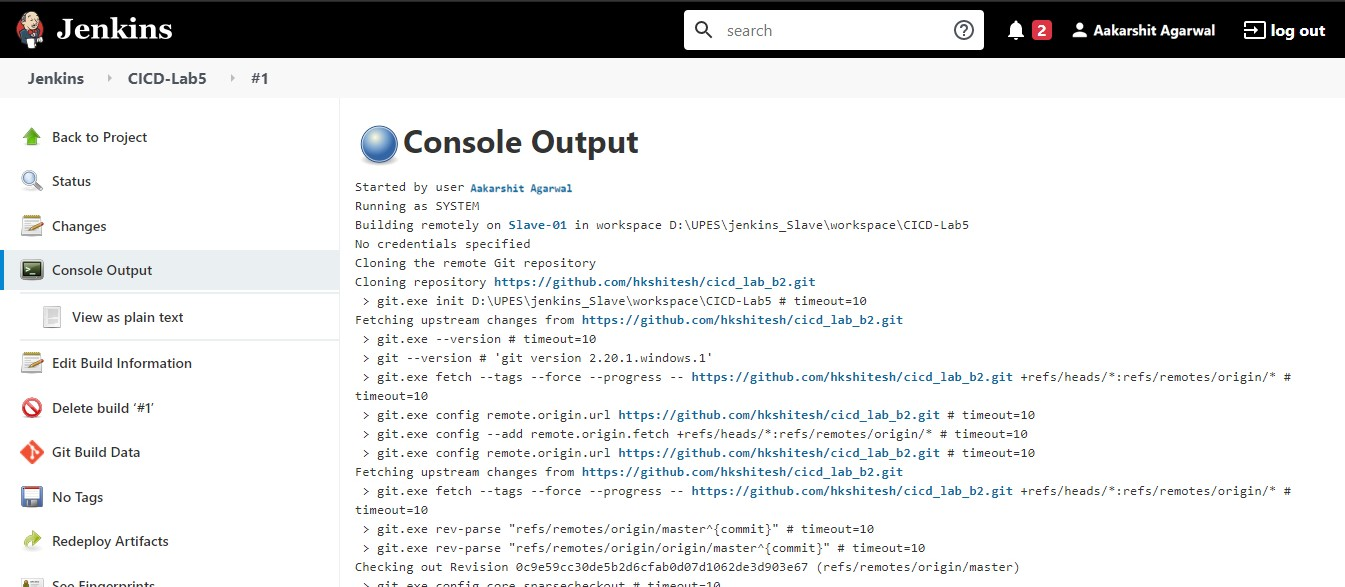 Jenkins
search
2
Aakarshit Agarwal
log out
Jenkins
CICD-Lab5
#1
Back to Project
Status
Changes
Console Output
View as plain text
Edit Build Information
Delete build ‘#1’
Git Build Data
No Tags
Redeploy Artifacts
See Fingerprints
Console Output
Started by user Aakarshit Agarwal
Running as SYSTEM
Building remotely on Slave-01 in workspace D:\UPES\jenkins_Slave\workspace\CICD-Lab5
No credentials specified
Cloning the remote Git repository
Cloning repository https://github.com/hkshitesh/cicd_lab_b2.git
> git.exe init D:\UPES\jenkins_Slave\workspace\CICD-Lab5 # timeout=10
Fetching upstream changes from https://github.com/hkshitesh/cicd_lab_b2.git
> git.exe --version # timeout=10
> git --version # 'git version 2.20.1.windows.1'
> git.exe fetch --tags --force --progress -- https://github.com/hkshitesh/cicd_lab_b2.git +refs/heads/*:refs/remotes/origin/* #
timeout=10
> git.exe config remote.origin.url https://github.com/hkshitesh/cicd_lab_b2.git # timeout=10
> git.exe config --add remote.origin.fetch +refs/heads/*:refs/remotes/origin/* # timeout=10
> git.exe config remote.origin.url https://github.com/hkshitesh/cicd_lab_b2.git # timeout=10
Fetching upstream changes from https://github.com/hkshitesh/cicd_lab_b2.git
> git.exe fetch --tags --force --progress -- https://github.com/hkshitesh/cicd_lab_b2.git +refs/heads/*:refs/remotes/origin/* #
timeout=10
> git.exe rev-parse "refs/remotes/origin/master^{commit}" # timeout=10
> git.exe rev-parse "refs/remotes/origin/origin/master^{commit}" # timeout=10
Checking out Revision 0c9e59cc30de5b2d6cfab0d07d1062de3d903e67 (refs/remotes/origin/master)
> git.exe config core.sparsecheckout # timeout=10